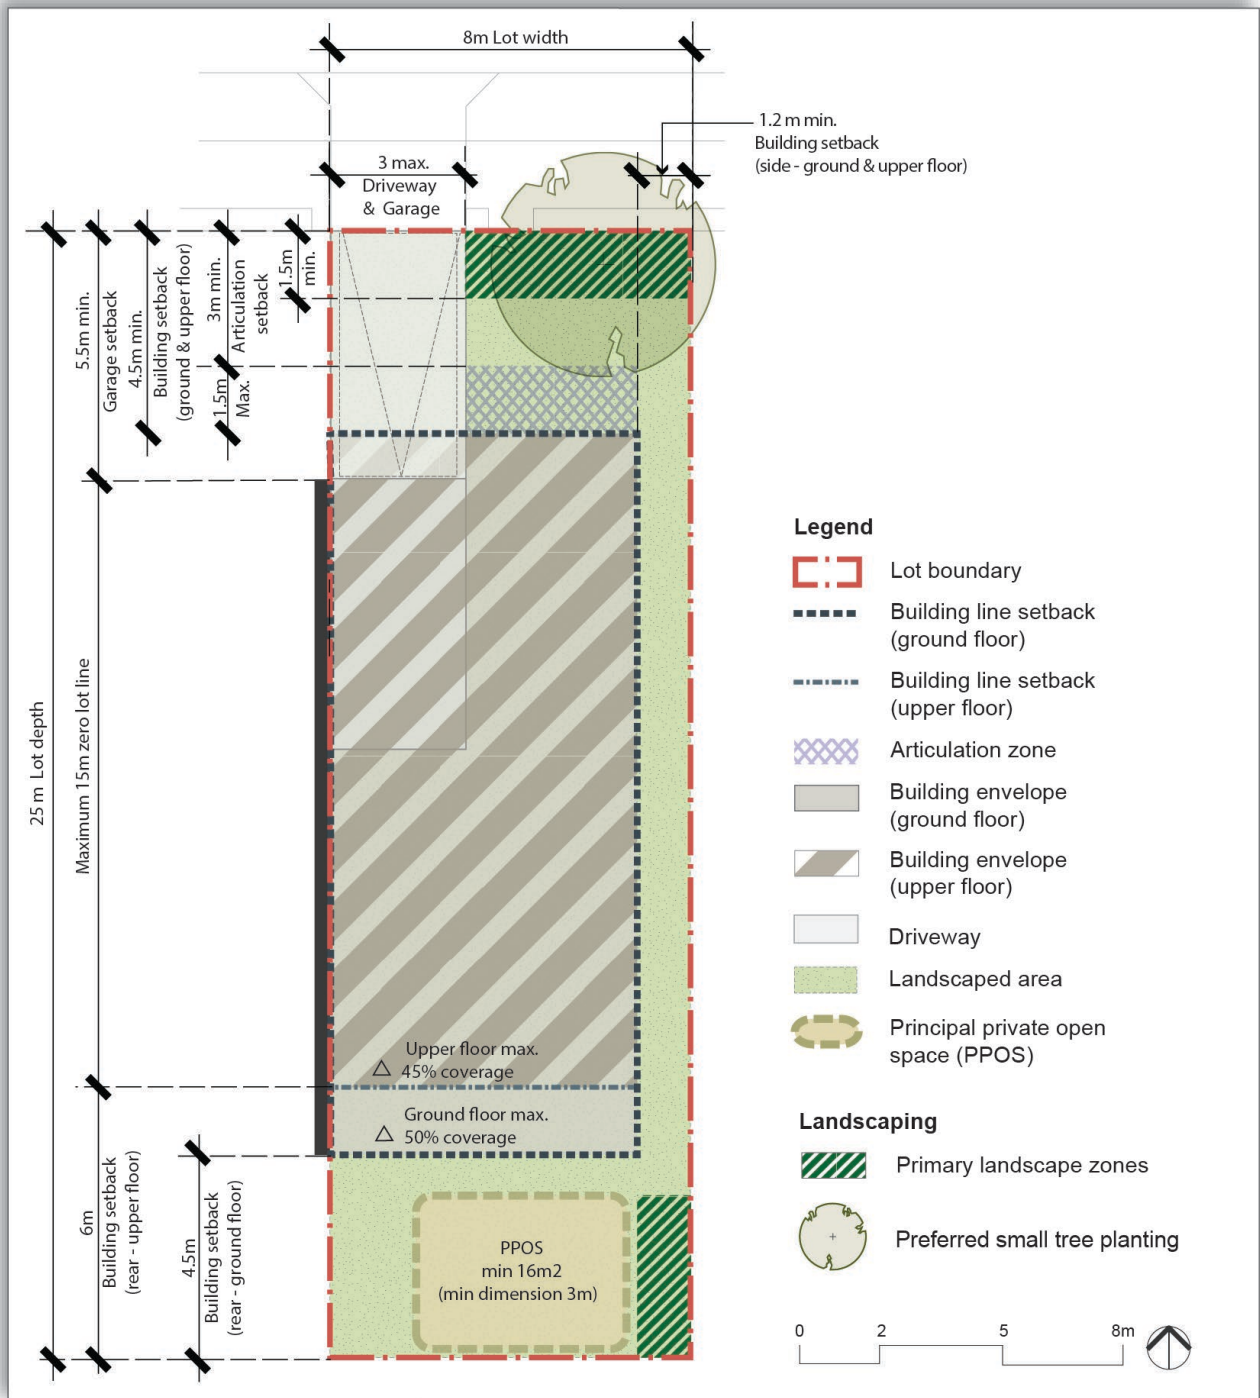 8m Lot width
1.2 m min.
Building setback
(side - ground & upper floor)
3 max.
Driveway
& Garage
5.5m min.
Garage setback
4.5m min.
Building setback
(ground & upper floor)
3m min.
Articulation
setback
1.5m
Max.
1.5m
min.
25 m Lot depth
Maximum 15m zero lot line
Upper floor max.
45% coverage
Ground floor max.
50% coverage
6m
Building setback
(rear - upper floor)
4.5m
Building setback
(rear - ground floor)
PPOS
min 16m2
(min dimension 3m)
Legend
Lot boundary
Building line setback
(ground floor)
Building line setback
(upper floor)
Articulation zone
Building envelope
(ground floor)
Building envelope
(upper floor)
Driveway
Landscaped area
Principal private open
space (PPOS)
Landscaping
Primary landscape zones
Preferred small tree planting
0 2 5 8m